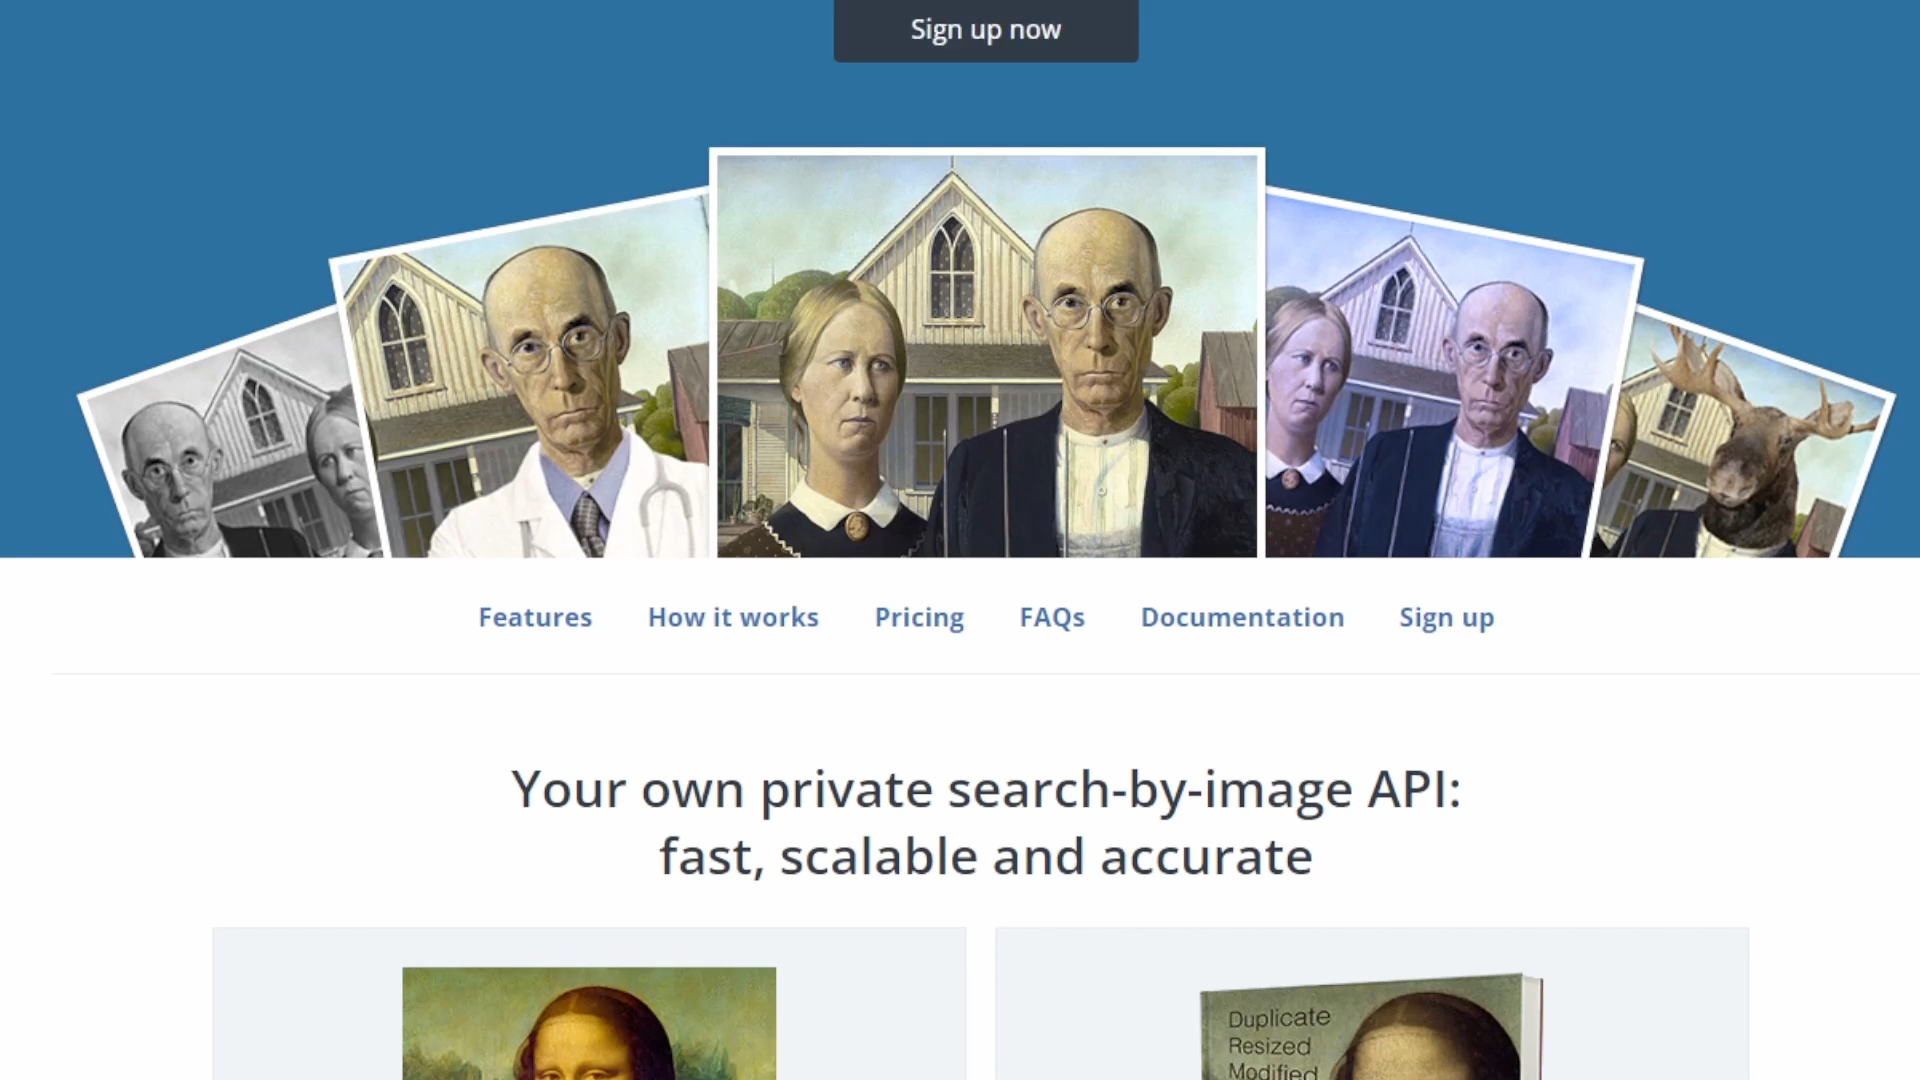 Sign up now
Features How it works Pricing FAQs Documentation Sign up
Your own private search-by-image API:
fast, scalable and accurate
Duplicate
Resized
Modified